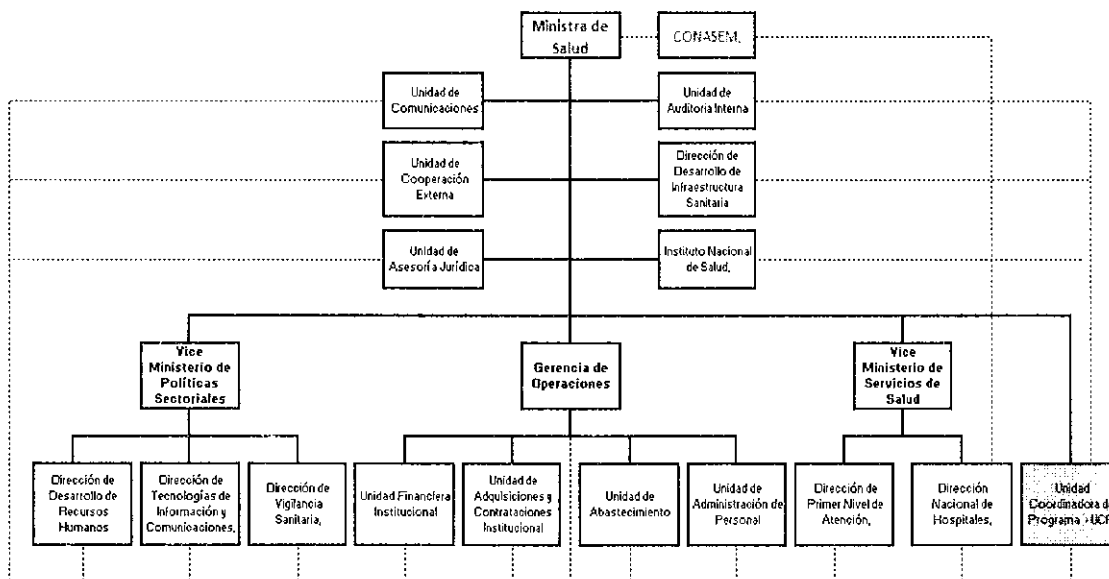 Ministra de
Salud
CONASEM,
Unidad de
Comunicaciones
Unidad de
Auditoria Interna
Unidad de
Cooperación
Externa
Dirección de
Desarrollo de
Infraestructura
Sanitaria
Unidad de
Asesoría Jurídica
Instituto Nacional
de Salud,
Vice
Ministerio de
Políticas
Sectoriales
Gerencia de
Operaciones
Vice
Ministerio de
Servicios de
Salud
Dirección de
Desarrollo de
Recursos
Humanos
Dirección de
Tecnologías de
Información y
Comunicaciones,
Dirección de
Vigilancia
Sanitaria,
Unidad Financiera
Institucional
Unidad de
Adquisiciones y
Contrataciones
Institucional
Unidad de
Abastecimiento
Unidad de
Administración de
Personal
Dirección de
Primer Nivel de
Atención,
Dirección
Nacional de
Hospitales,
Unidad
Coordinadora d
Programa -UCP